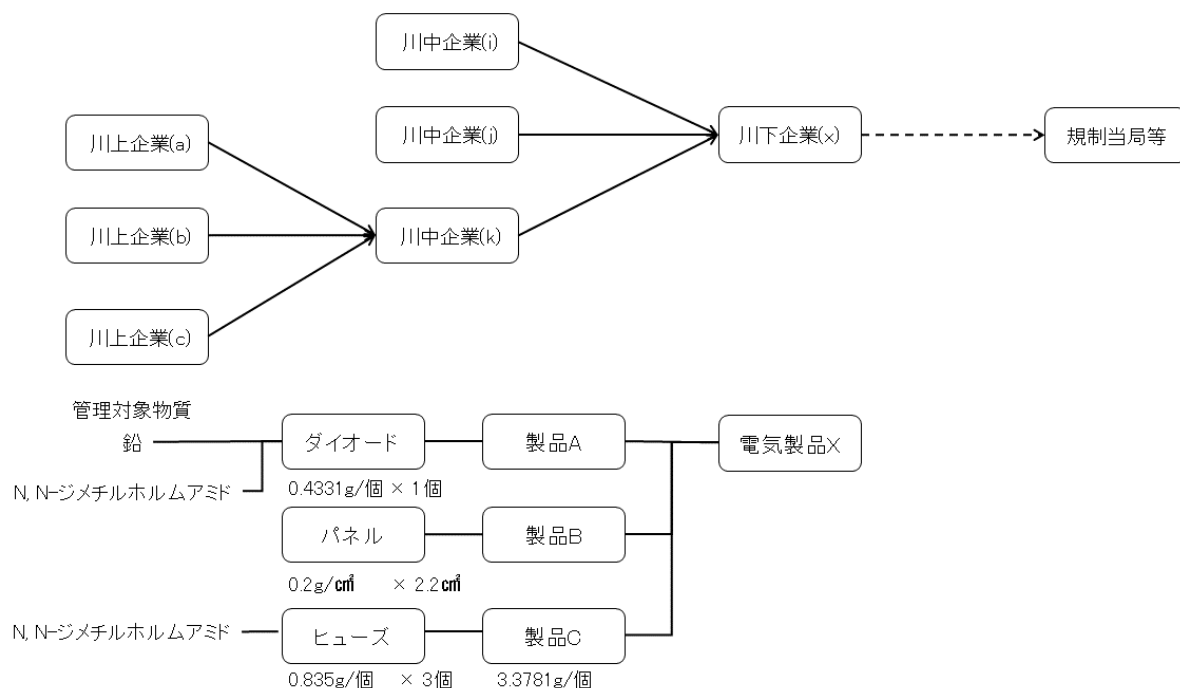 川中企業(i)
川上企業(a)
川中企業(j)
川下企業(x)
規制当局等
川上企業(b)
川中企業(k)
川上企業(c)
管理対象物質
鉛
ダイオード
製品A
電気製品X
N,N-ジメチルホルムアミド
0.4331g/個 × 1個
パネル
製品B
0.2g/c㎡ × 2.2c㎡
N,N-ジメチルホルムアミド
ヒューズ
製品C
0.835g/個 × 3個
3.3781g/個